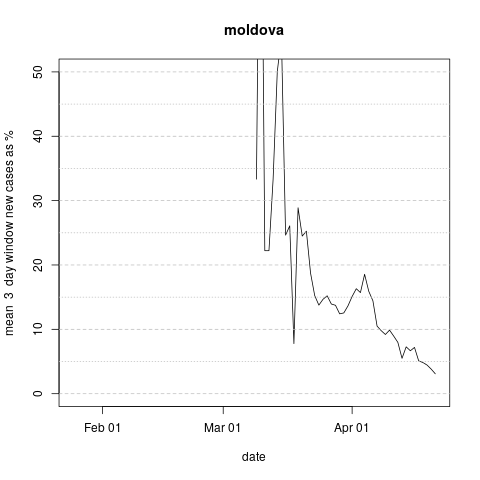 moldova
mean 3 day window new cases as %
50
40
30
20
10
0
Feb 01
Mar 01
Apr 01
date